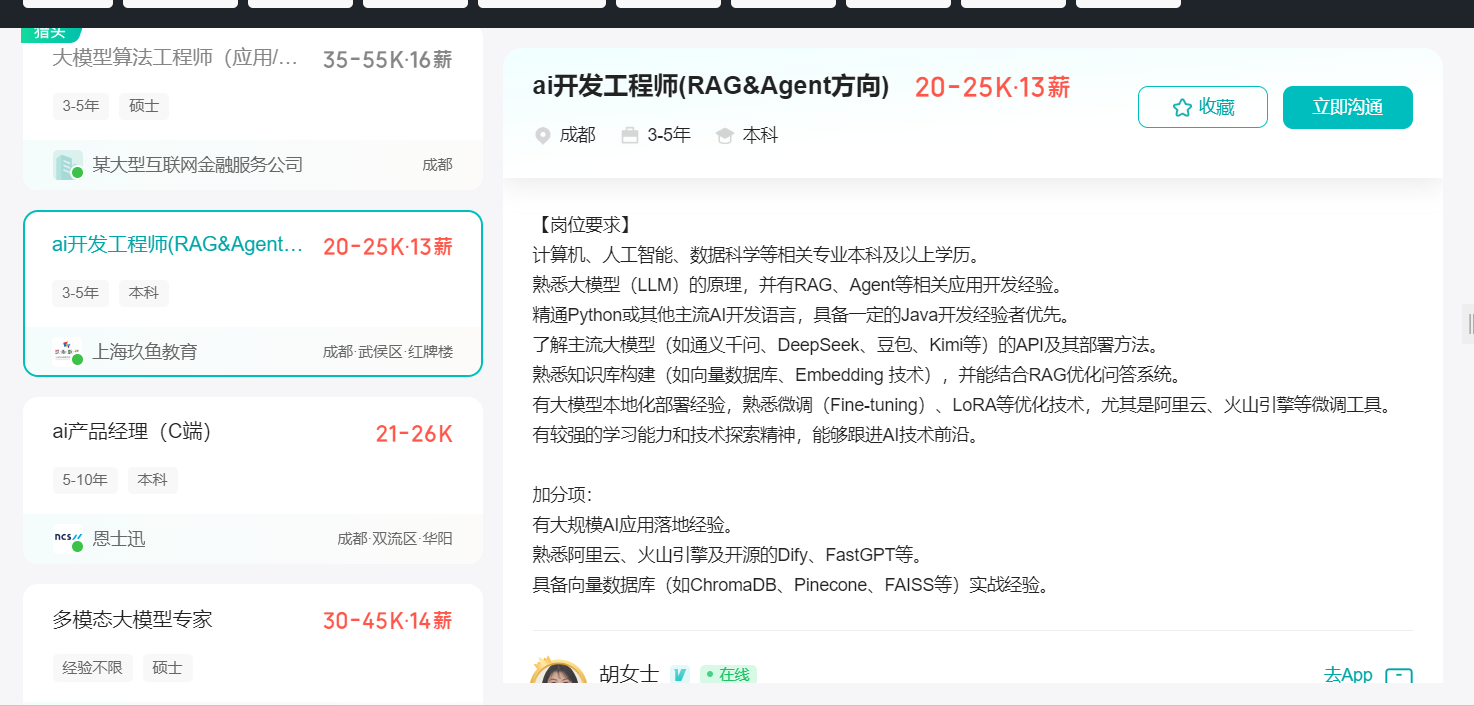 猎头
大模型算法工程师（应用/...
35-55K·16薪
3-5年
硕士
某大型互联网金融服务公司
成都
ai开发工程师(RAG&Agent...
20-25K·13薪
3-5年
本科
上海玖鱼教育
成都·武侯区·红牌楼
ai产品经理（C端）
21-26K
5-10年
本科
ncs
恩士迅
成都·双流区·华阳
多模态大模型专家
30-45K·14薪
经验不限
硕士
ai开发工程师(RAG&Agent方向)
20-25K·13薪
成都
3-5年
本科
收藏
立即沟通
【岗位要求】
计算机、人工智能、数据科学等相关专业本科及以上学历。
熟悉大模型（LLM）的原理，并有RAG、Agent等相关应用开发经验。
精通Python或其他主流AI开发语言，具备一定的Java开发经验者优先。
了解主流大模型（如通义千问、DeepSeek、豆包、Kimi等）的API及其部署方法。
熟悉知识库构建（如向量数据库、Embedding 技术），并能结合RAG优化问答系统。
有大模型本地化部署经验，熟悉微调（Fine-tuning）、LoRA等优化技术，尤其是阿里云、火山引擎等微调工具。
有较强的学习能力和技术探索精神，能够跟进AI技术前沿。
加分项：
有大规模AI应用落地经验。
熟悉阿里云、火山引擎及开源的Dify、FastGPT等。
具备向量数据库（如ChromaDB、Pinecone、FAISS等）实战经验。
胡女士
在线
去App